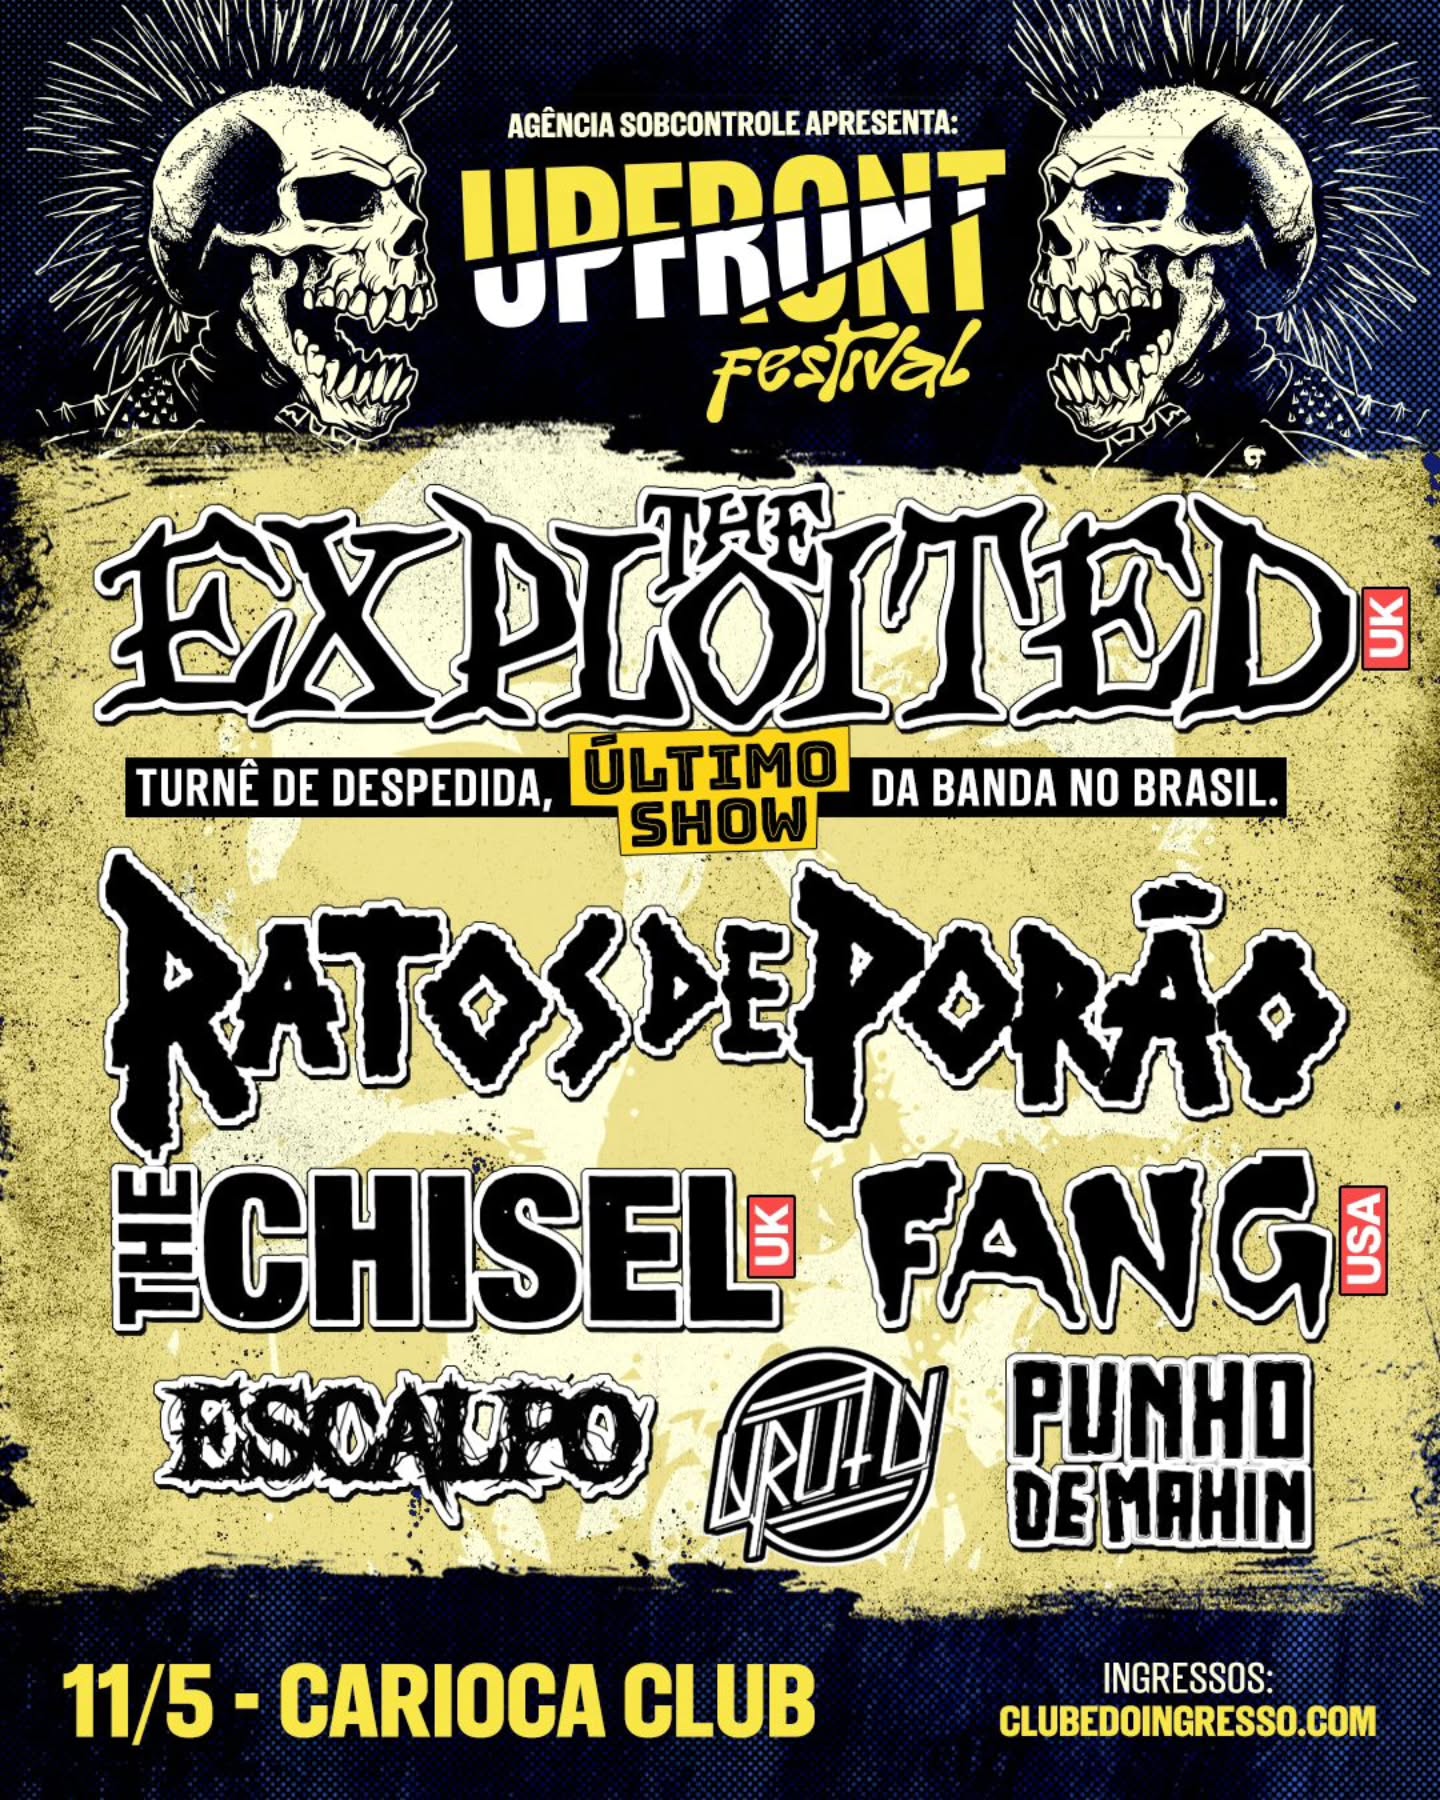 AGÊNCIA SOBCONTROLE APRESENTA:
UPFRONT
Festival
THE
EXPLOITED
UK
TURNÊ DE DESPEDIDA, ÚLTIMO SHOW DA BANDA NO BRASIL.
RATOS DE PORÃO
THE CHISEL UK
FANG USA
ESCALPO
URUTU
PUNHO
DE MAHIN
11/5 - CARIOCA CLUB
INGRESSOS:
CLUBEDOINGRESSO.COM